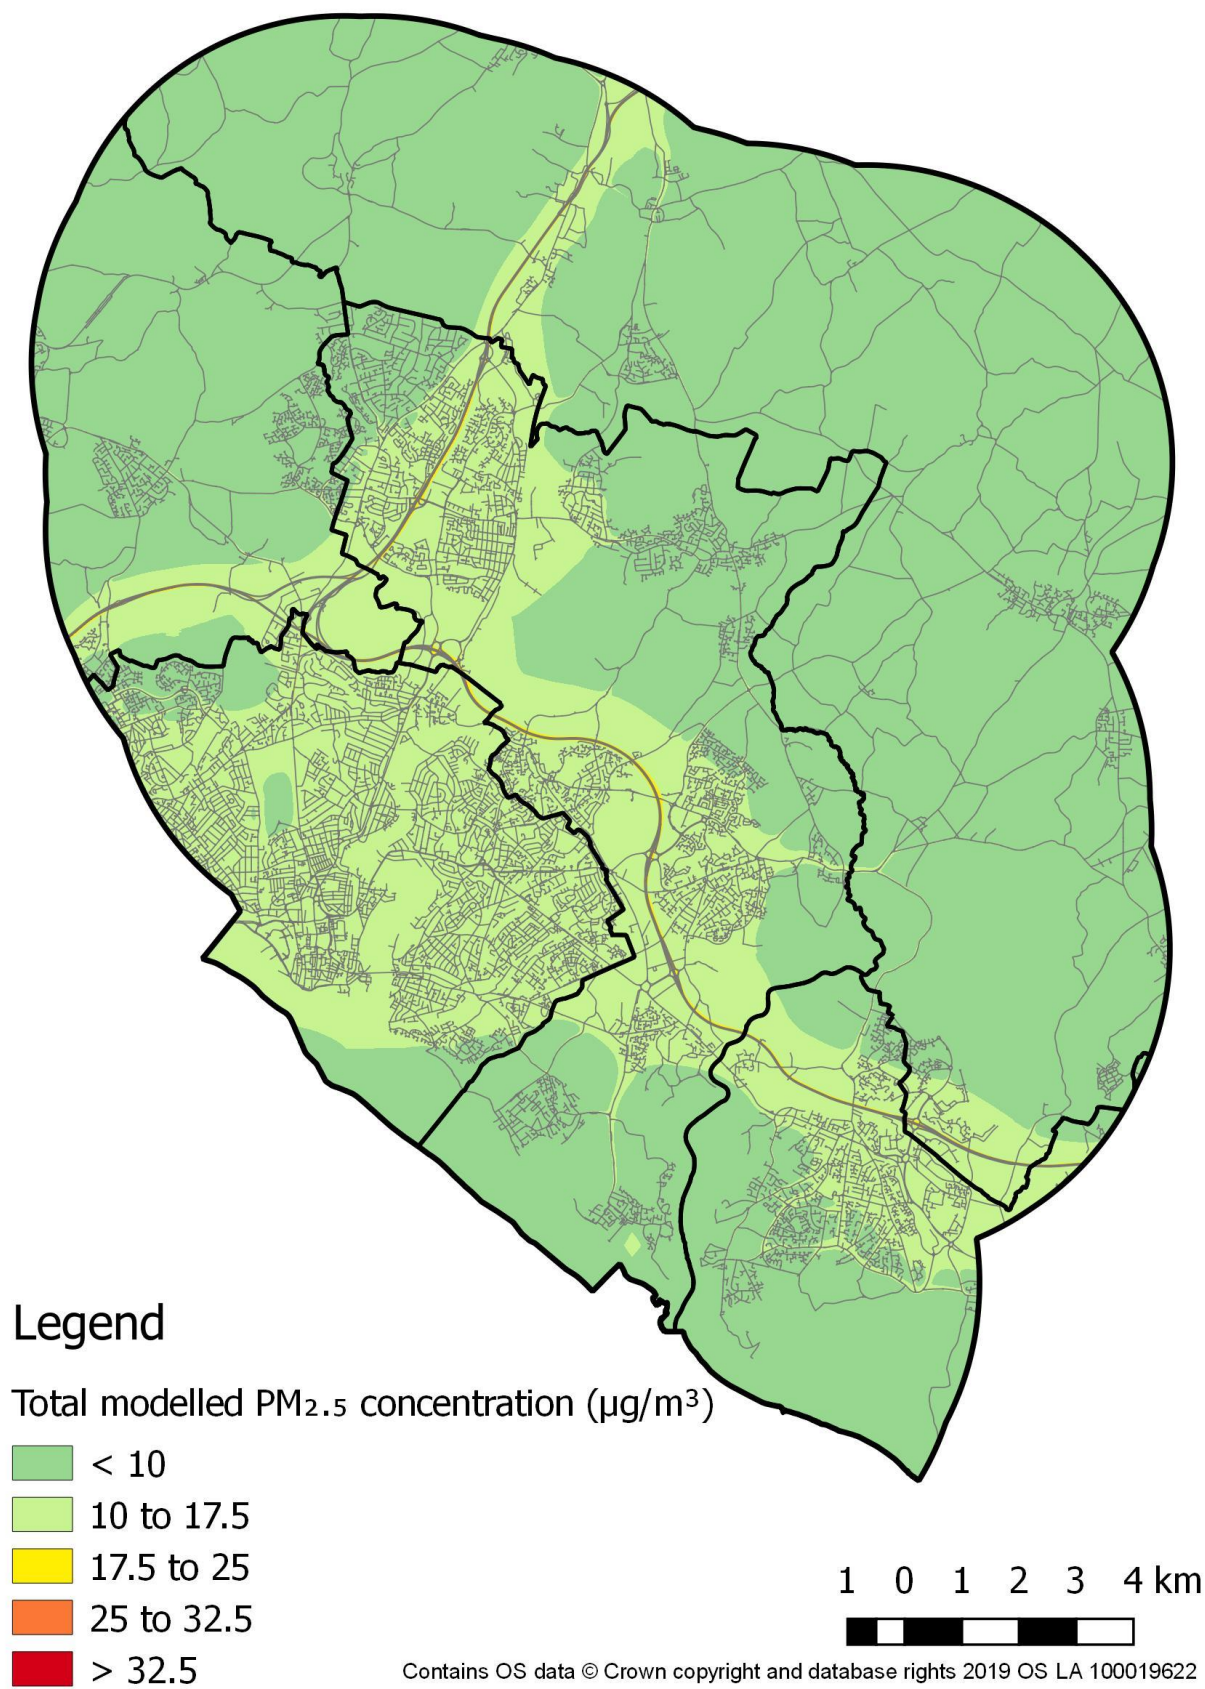 Legend
Total modelled PM₂.₅ concentration (µg/m³)
< 10
10 to 17.5
17.5 to 25
25 to 32.5
> 32.5
1 0 1 2 3 4 km
Contains OS data © Crown copyright and database rights 2019 OS LA 100019622